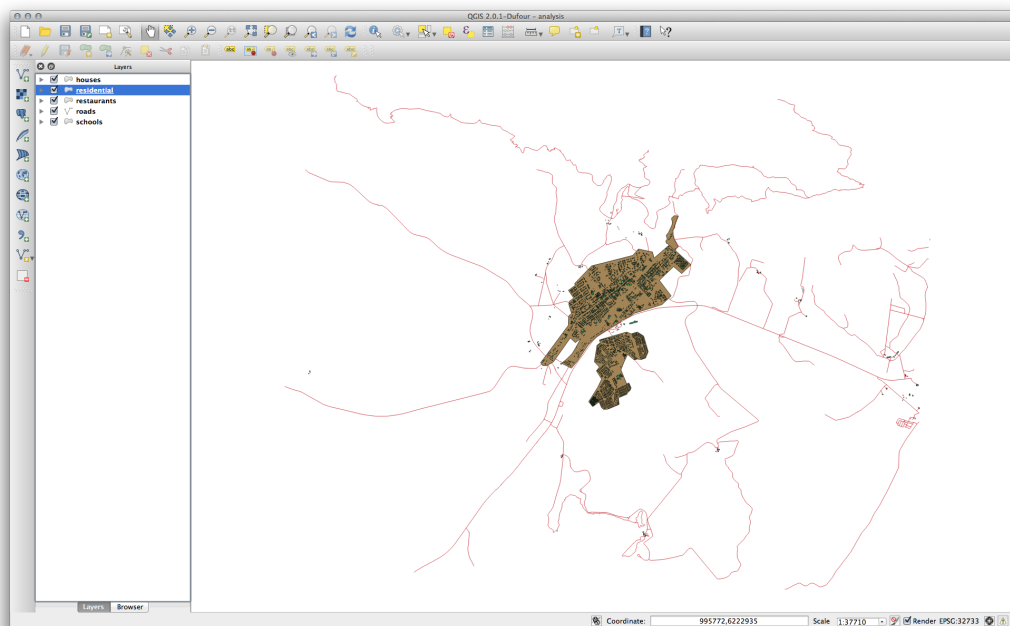 QGIS 2.0.1-Dufour - analysis
Layers
houses
residential
restaurants
roads
schools
Layers
Browser
Coordinate:
995772,6222935
Scale
1:37710
Render
EPSG:32733